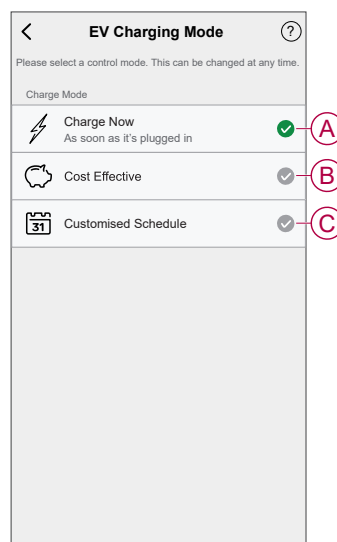 EV Charging Mode ?
Please select a control mode. This can be changed at any time.
Charge Mode
Charge Now
As soon as it's plugged in
A
Cost Effective
B
31
Customised Schedule
C